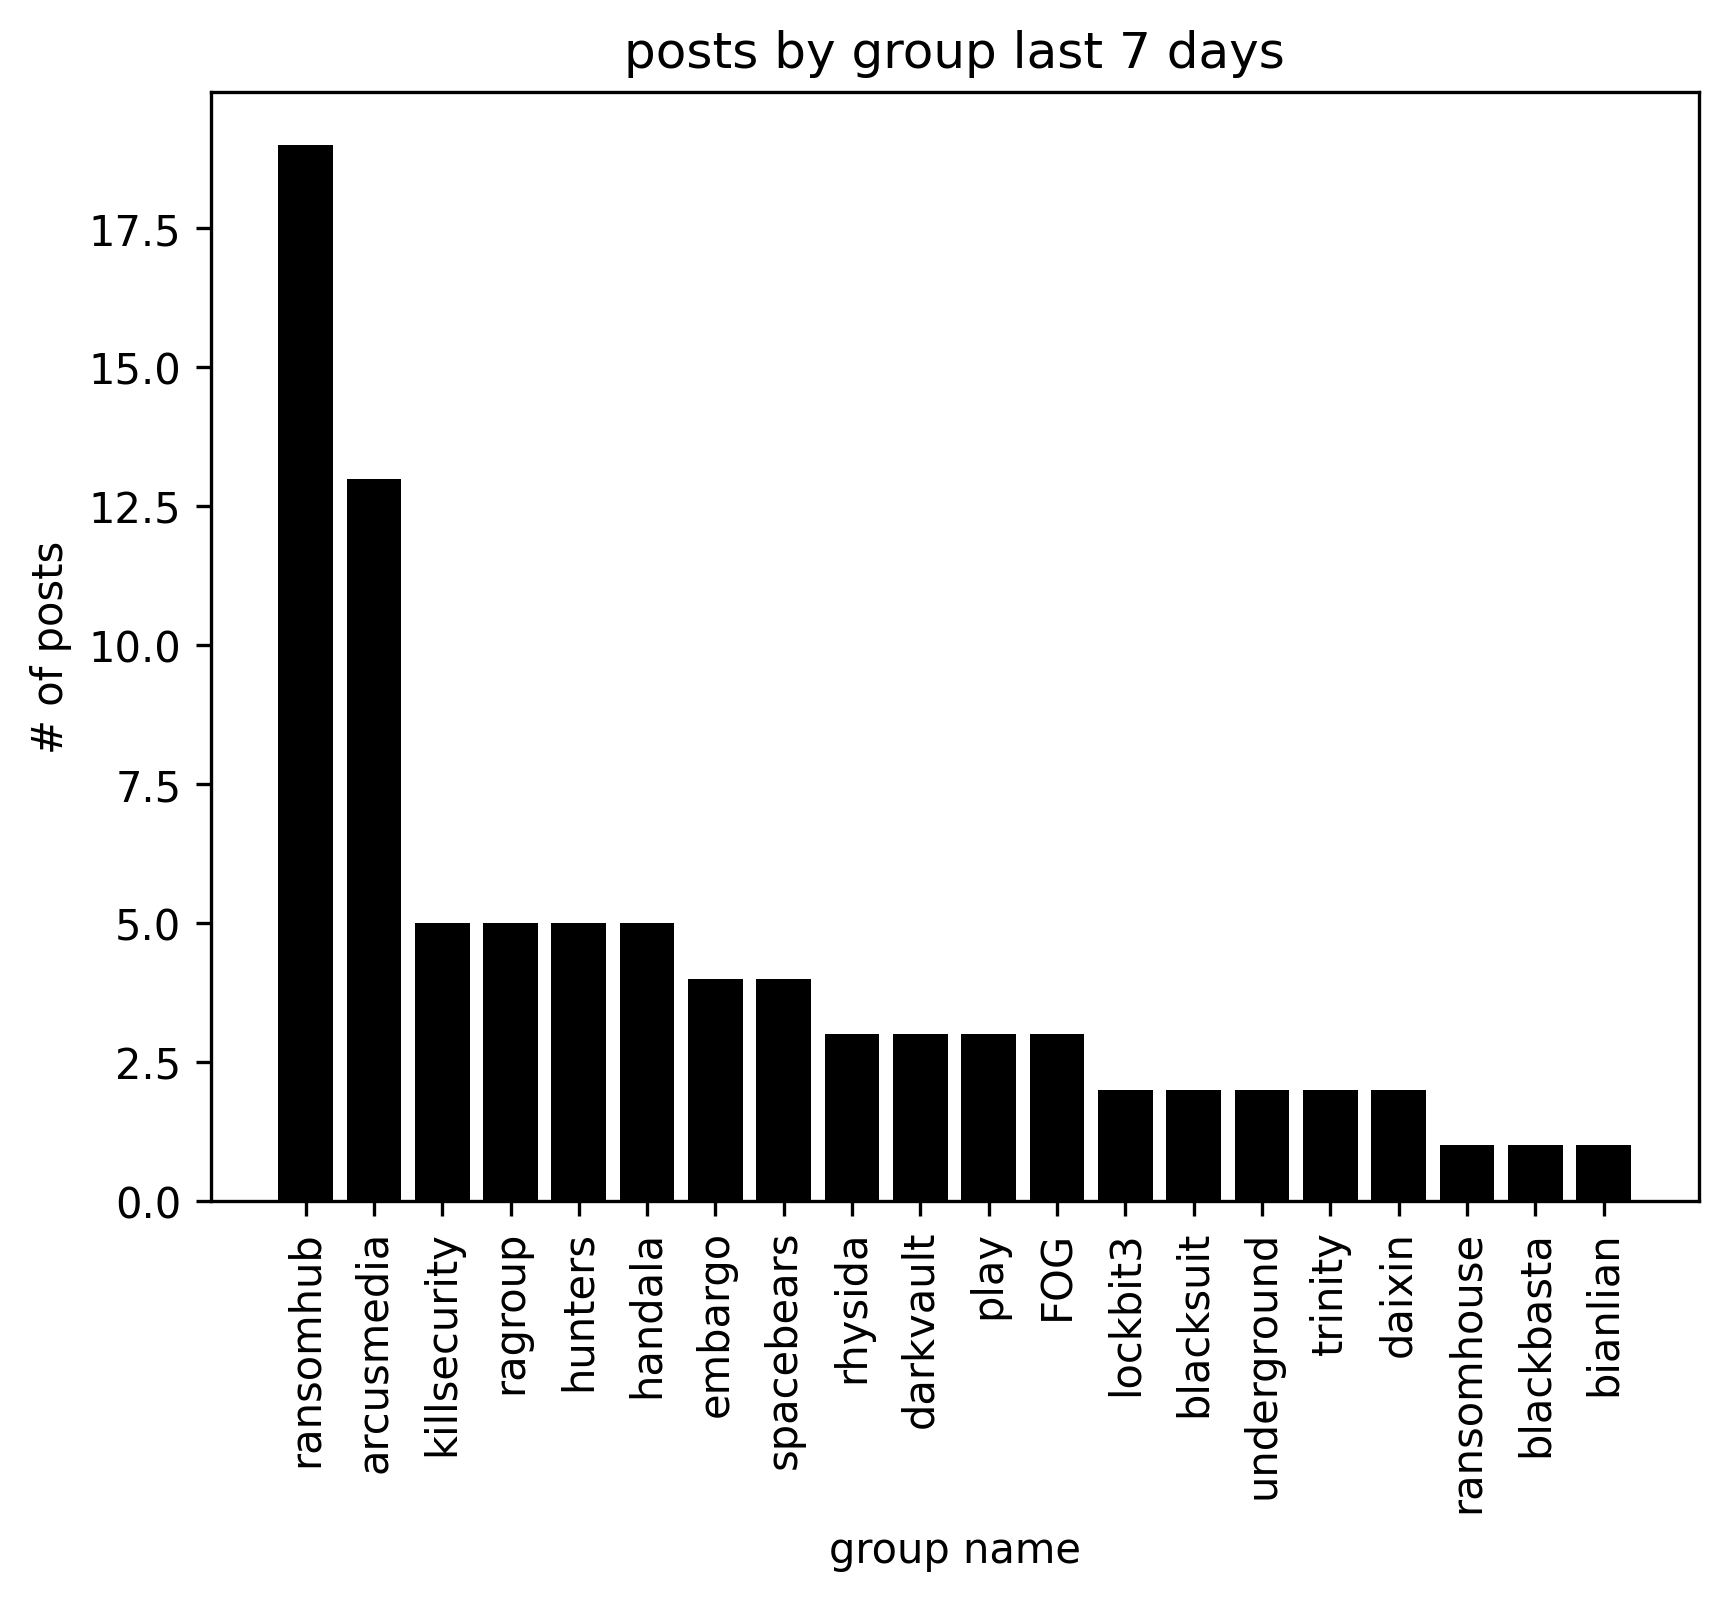 posts by group last 7 days
# of posts
17.5
15.0
12.5
10.0
7.5
5.0
2.5
0.0
ransomhub
arcusmedia
killsecurity
ragroup
hunters
handala
embargo
spacebears
rhysida
darkvault
play
FOG
lockbit3
blacksuit
underground
trinity
daixin
ransomhouse
blackbasta
bianlian
group name